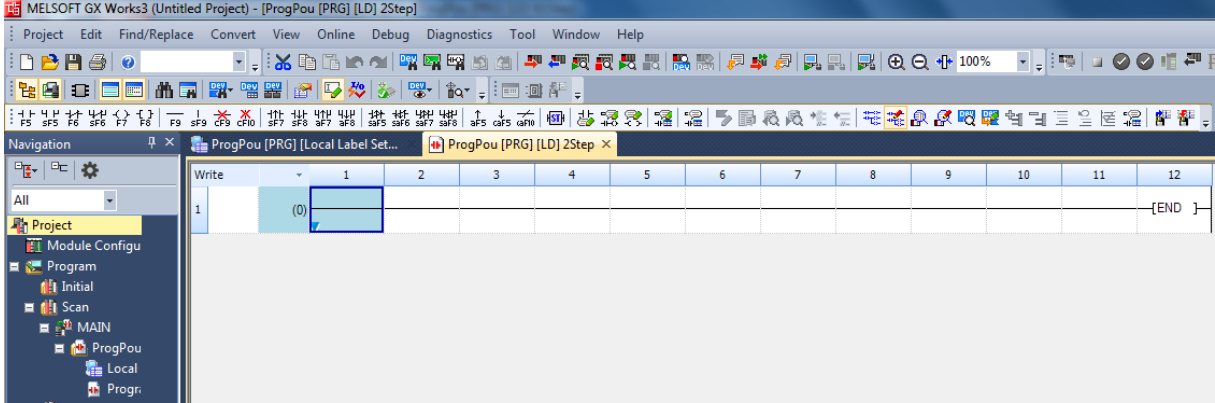 MELSOFT GX Works3 (Untitled Project) - [ProgPou [PRG] [LD] 2Step]
Project Edit Find/Replace Convert View Online Debug Diagnostics Tool Window Help
100%
F5 sF5 F6 sF6 F7 F8 F9 sF9 cF9 cF10 sF7 sF8 aF7 aF8 saF5 saF6 saF7 saF8 aF5 caF5 caF10
Navigation ProgPou [PRG] [Local Label Set... ProgPou [PRG] [LD] 2Step
Write 1 2 3 4 5 6 7 8 9 10 11 12
All
1 (0) [END ]
Project
Module Configu
Program
Initial
Scan
MAIN
ProgPou
Local
Progr